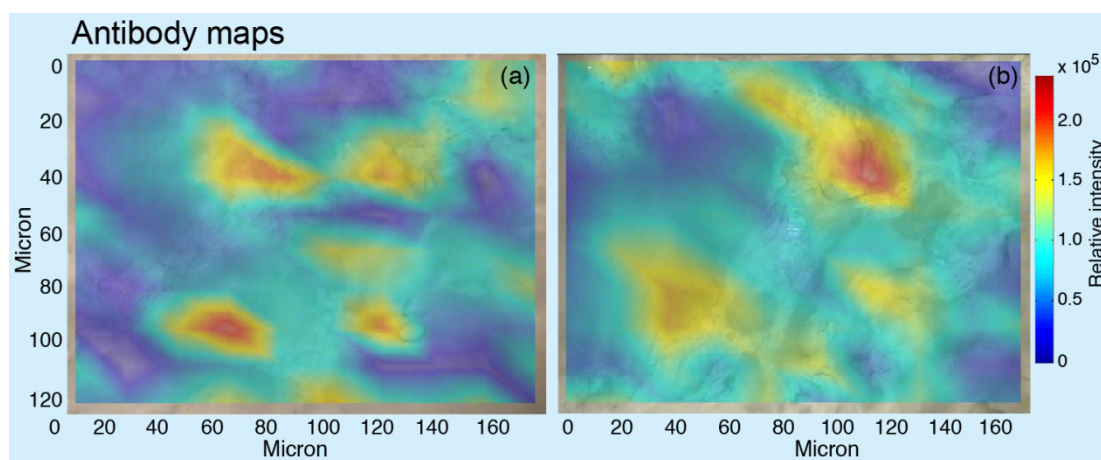 Antibody maps
(a)
(b)
x 10⁵
2.0
1.5
1.0
0.5
0
Relative intensity
0
20
40
60
80
100
120
Micron
0 20 40 60 80 100 120 140 160
Micron
0 20 40 60 80 100 120 140 160
Micron